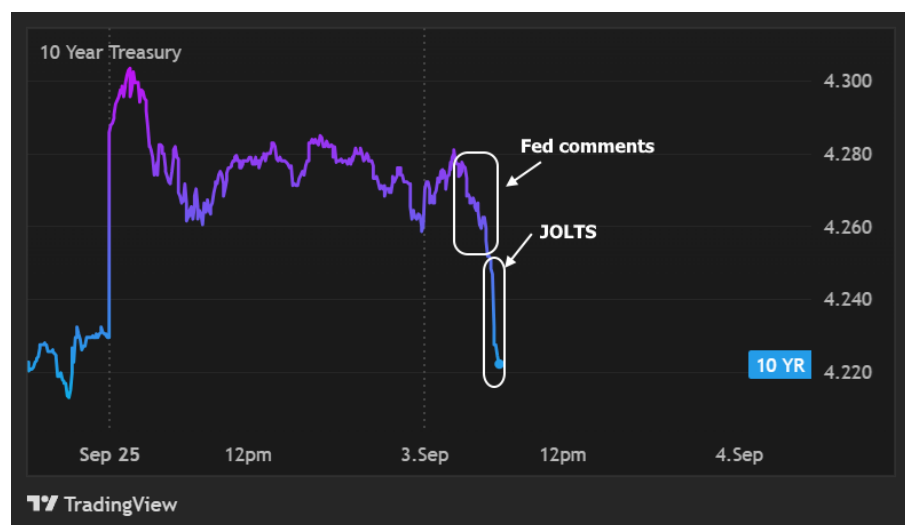 10 Year Treasury
4.300
Fed comments
4.280
JOLTS
4.260
4.240
10 YR
4.220
Sep 25
12pm
3.Sep
12pm
4.Sep
TradingView